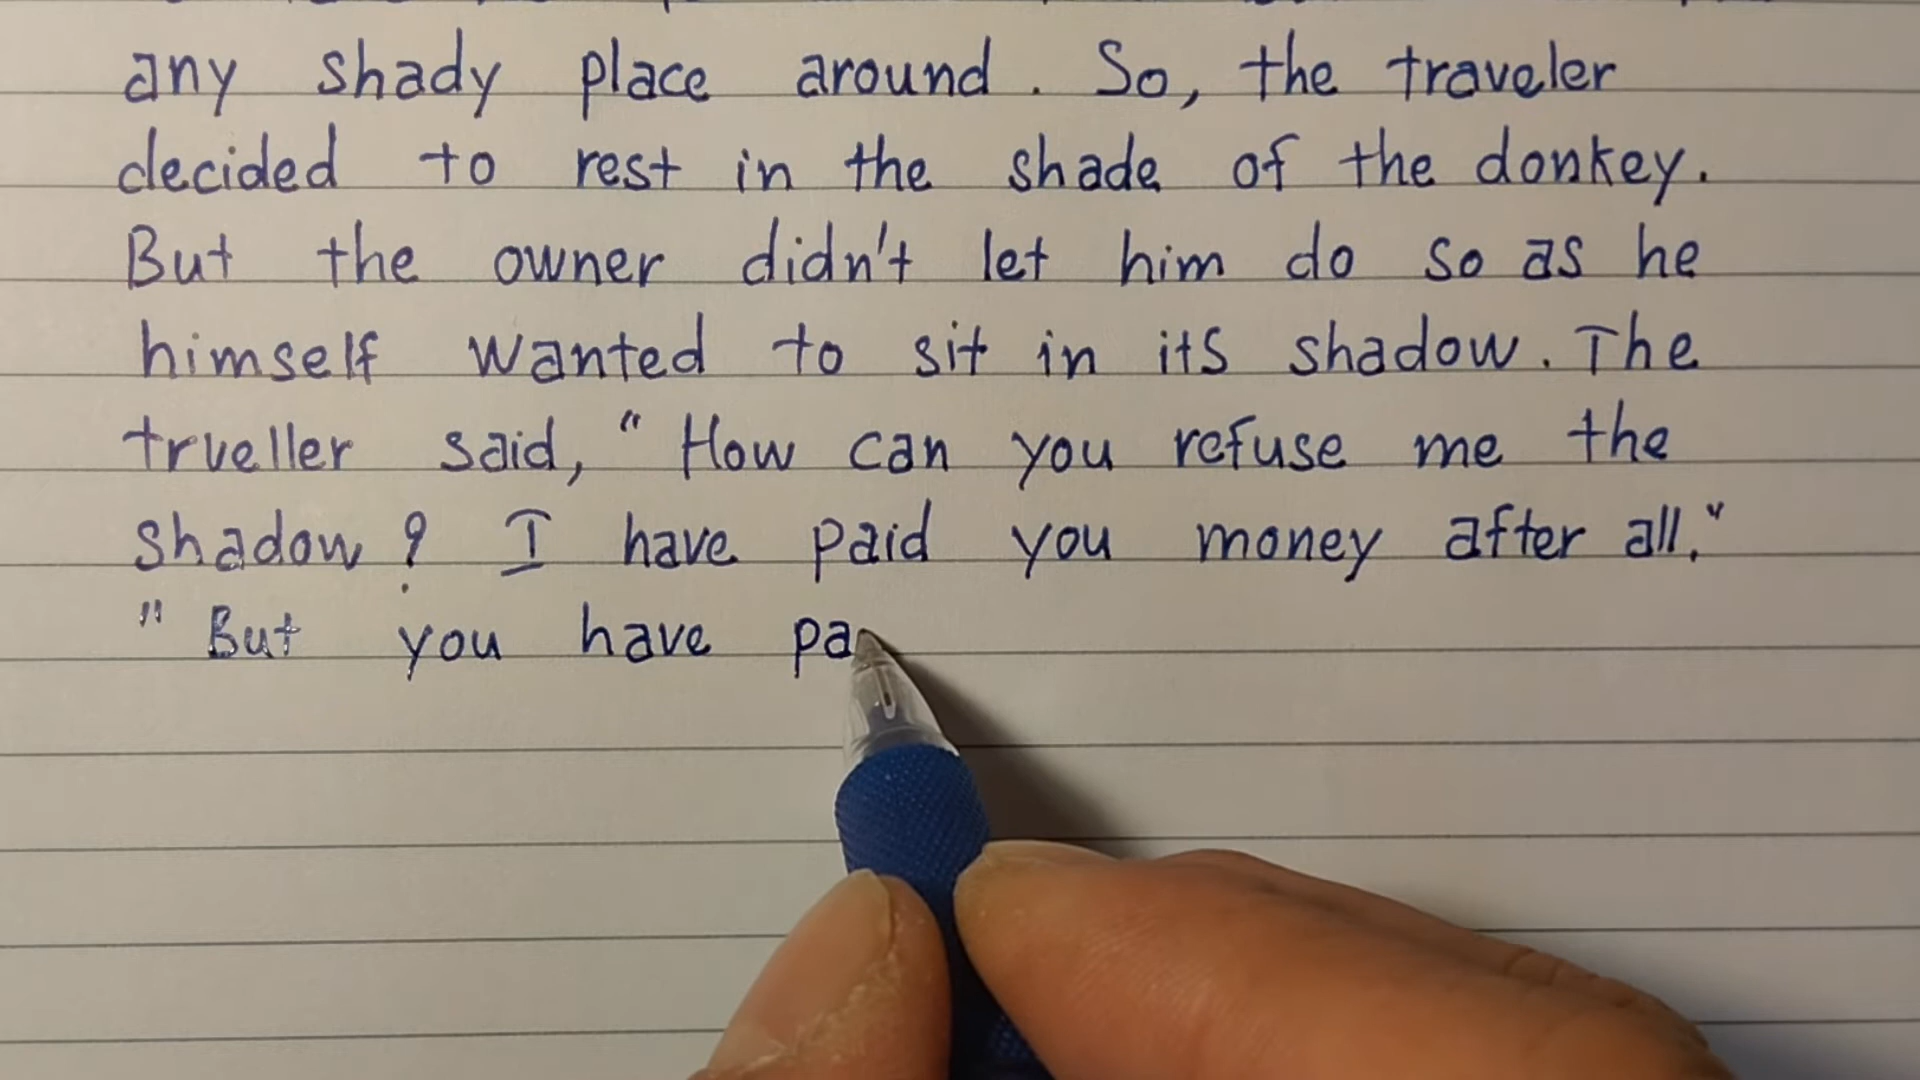 any shady place around. So, the traveler
decided to rest in the shade of the donkey.
But the owner didn't let him do so as he
himself wanted to sit in its shadow. The
trueller said, "How can you refuse me the
shadow? I have paid you money after all."
"But you have pa